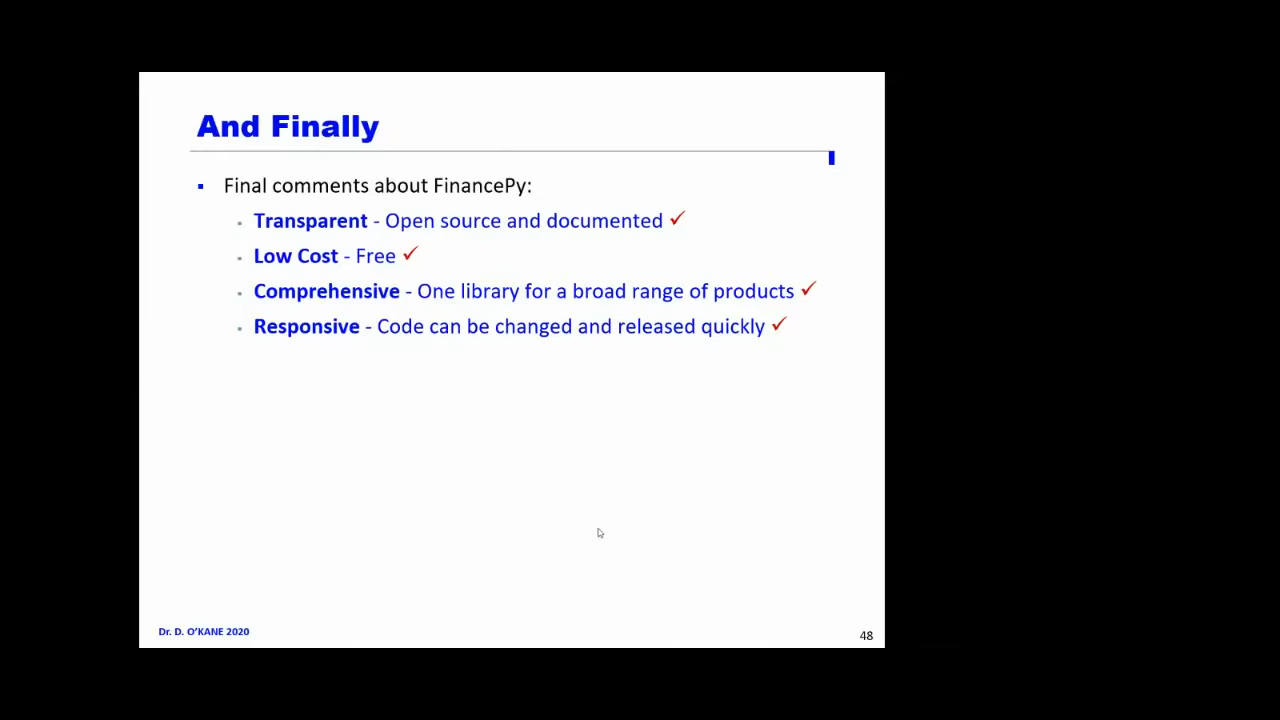 And Finally
▪ Final comments about FinancePy:
▪ Transparent - Open source and documented ✓
▪ Low Cost - Free ✓
▪ Comprehensive - One library for a broad range of products ✓
▪ Responsive - Code can be changed and released quickly ✓
Dr. D. O'KANE 2020
48